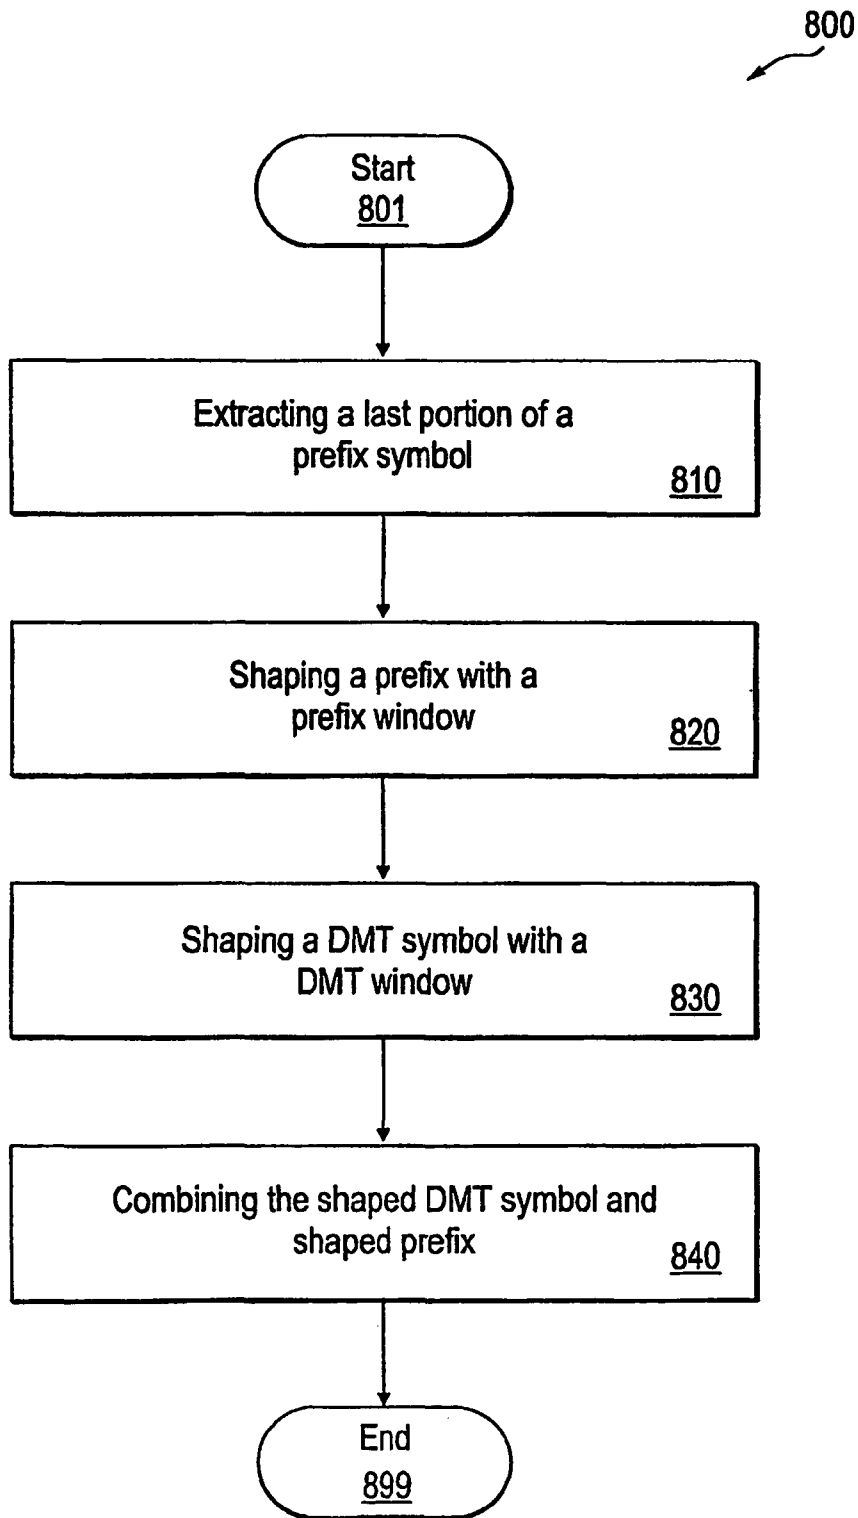 800
Start
801
Extracting a last portion of a
prefix symbol
810
Shaping a prefix with a
prefix window
820
Shaping a DMT symbol with a
DMT window
830
Combining the shaped DMT symbol and
shaped prefix
840
End
899